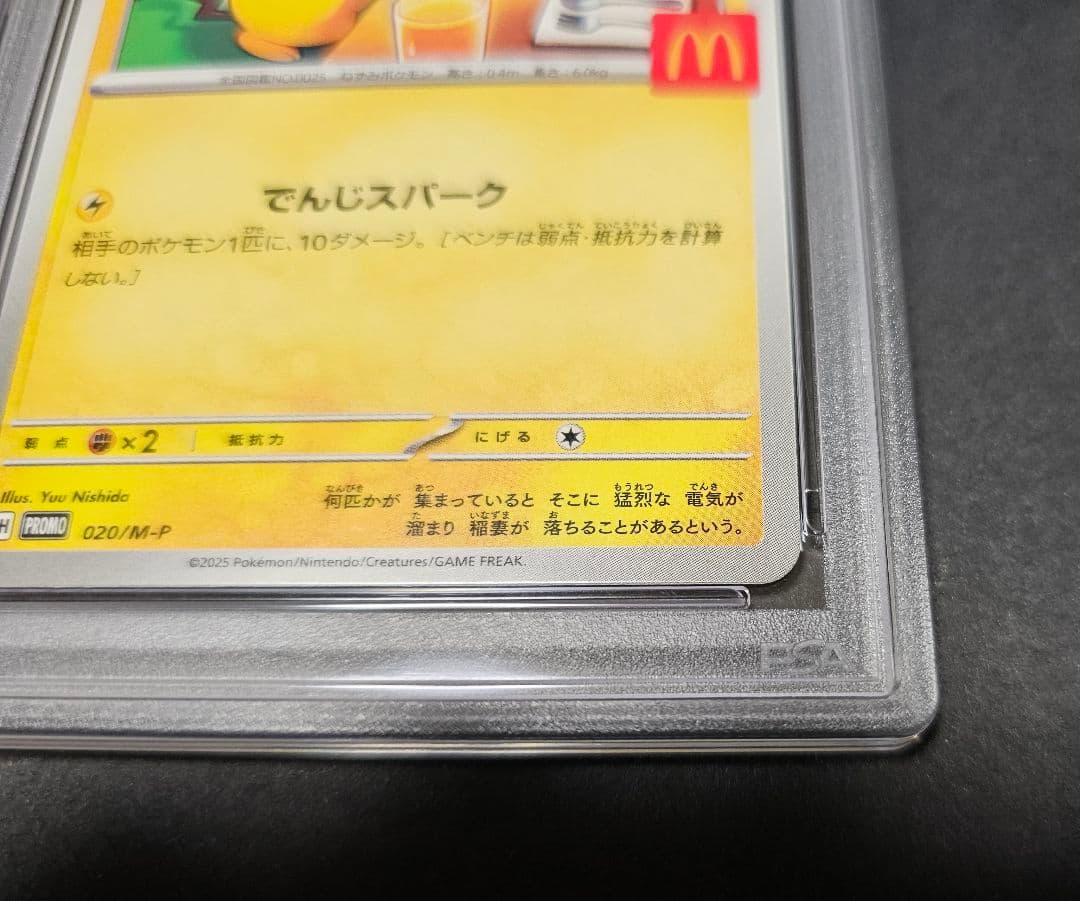 全国図鑑NO.0025 ねずみポケモン 高さ:0.4m 重さ:6.0kg
でんじスパーク
相手のポケモン1匹に、10ダメージ。[ベンチは弱点・抵抗力を計算
しない。]
弱点 ×2 抵抗力 にげる
Illus. Yuu Nishida
何匹かが 集まっていると そこに 猛烈な 電気が
溜まり 稲妻が 落ちることがあるという。
H PROMO 020/M-P
©2025 Pokémon/Nintendo/Creatures/GAME FREAK.
PSA